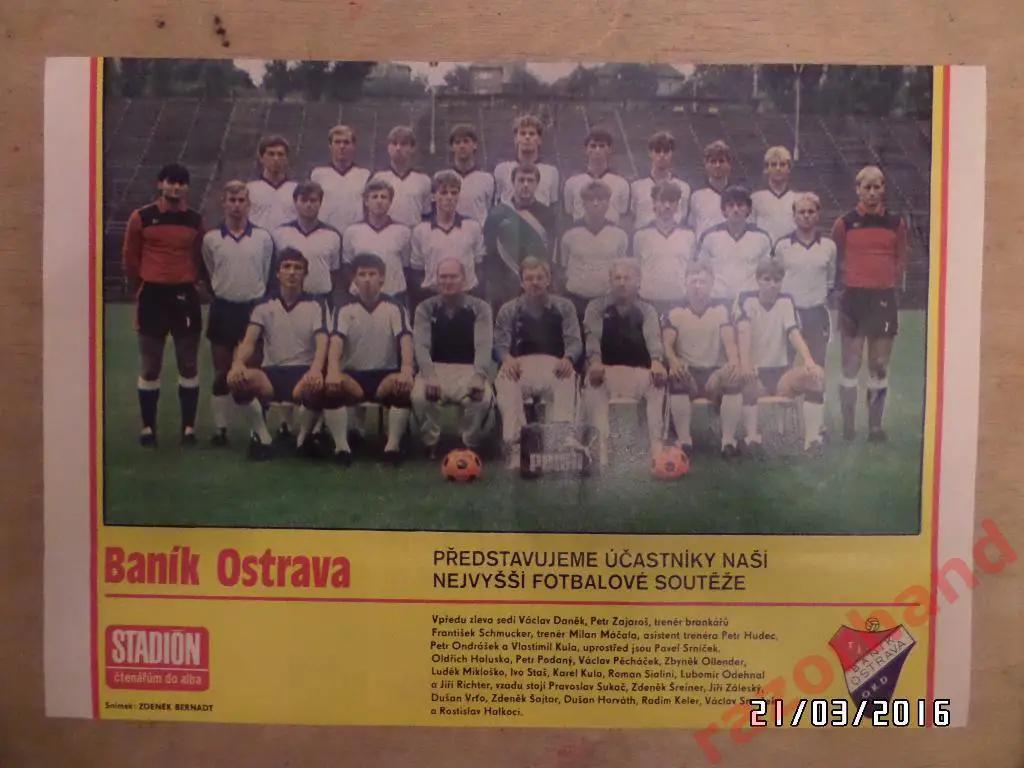 Baník Ostrava
PŘEDSTAVUJEME ÚČASTNÍKY NAŠÍ
NEJVYŠŠÍ FOTBALOVÉ SOUTĚŽE
STADIÓN
čtenářům do alba
Snímek: ZDENĚK BERNADT
Vpředu zleva sedí Václav Daněk, Petr Zajaroš, trenér brankářů
František Schmucker, trenér Milan Máčala, asistent trenéra Petr Hudec,
Petr Ondrášek a Vlastimil Kula, uprostřed jsou Pavel Srníček,
Oldřich Haluska, Petr Podaný, Václav Pěcháček, Zbyněk Ollender,
Luděk Mikloško, Ivo Staš, Karel Kula, Roman Sialini, Lubomír Odehnal
a Jiří Richter, vzadu stojí Pravoslav Sukač, Zdeněk Šreiner, Jiří Záleský,
Dušan Vrťo, Zdeněk Šajtar, Dušan Horváth, Radim Keler, Václav
a Rostislav Halkoci.
TJ
BANÍK
OSTRAVA
OKD
razorhand
21/03/2016